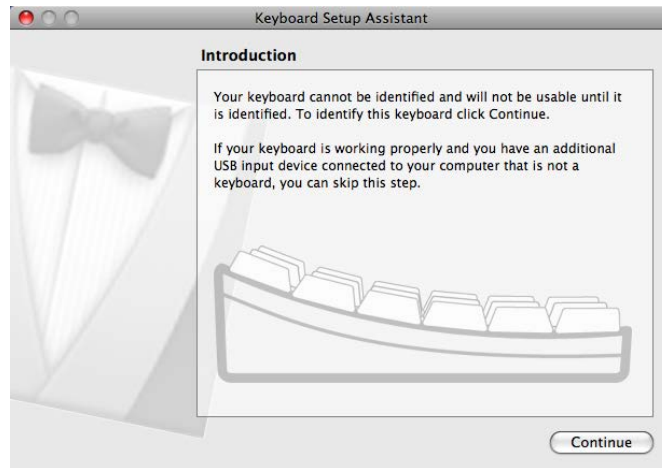 Keyboard Setup Assistant
Introduction
Your keyboard cannot be identified and will not be usable until it
is identified. To identify this keyboard click Continue.
If your keyboard is working properly and you have an additional
USB input device connected to your computer that is not a
keyboard, you can skip this step.
Continue